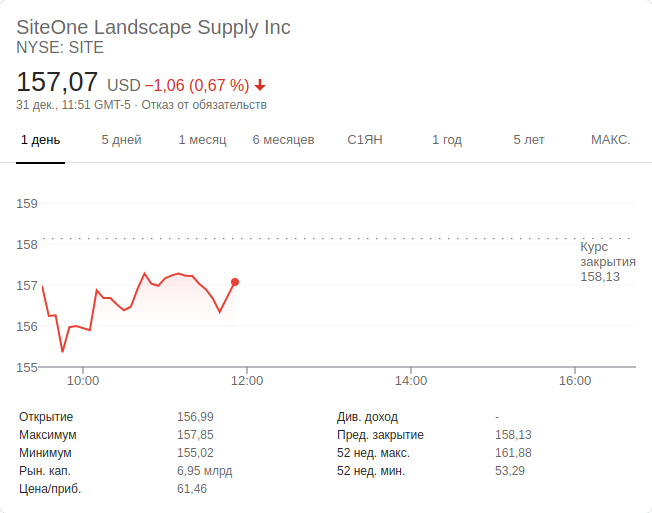 SiteOne Landscape Supply Inc
NYSE: SITE
157,07 USD −1,06 (0,67 %)
31 дек., 11:51 GMT-5 · Отказ от обязательств
1 день 5 дней 1 месяц 6 месяцев С1ЯН 1 год 5 лет МАКС.
159
158
157
156
155
Курс
закрытия
158,13
10:00 12:00 14:00 16:00
Открытие 156,99 Див. доход -
Максимум 157,85 Пред. закрытие 158,13
Минимум 155,02 52 нед. макс. 161,88
Рын. кап. 6,95 млрд 52 нед. мин. 53,29
Цена/приб. 61,46